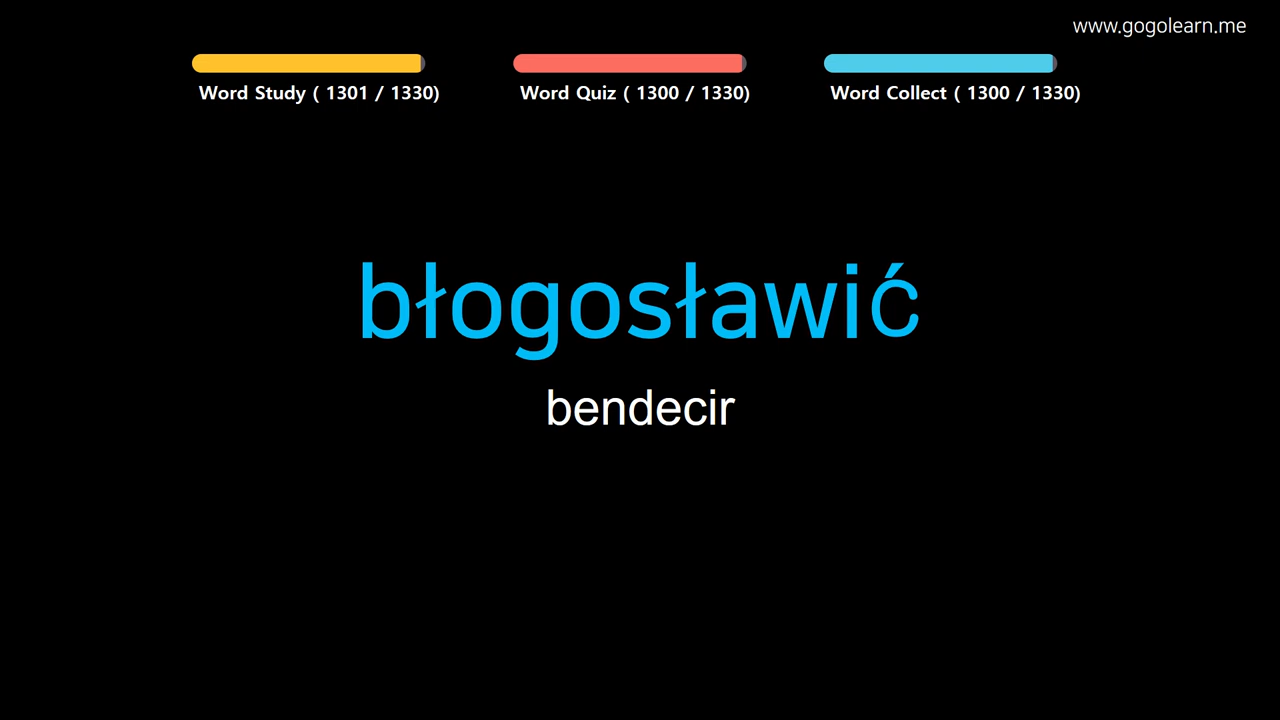 www.gogolearn.me
Word Study ( 1301 / 1330)
Word Quiz ( 1300 / 1330)
Word Collect ( 1300 / 1330)
błogosławić
bendecir